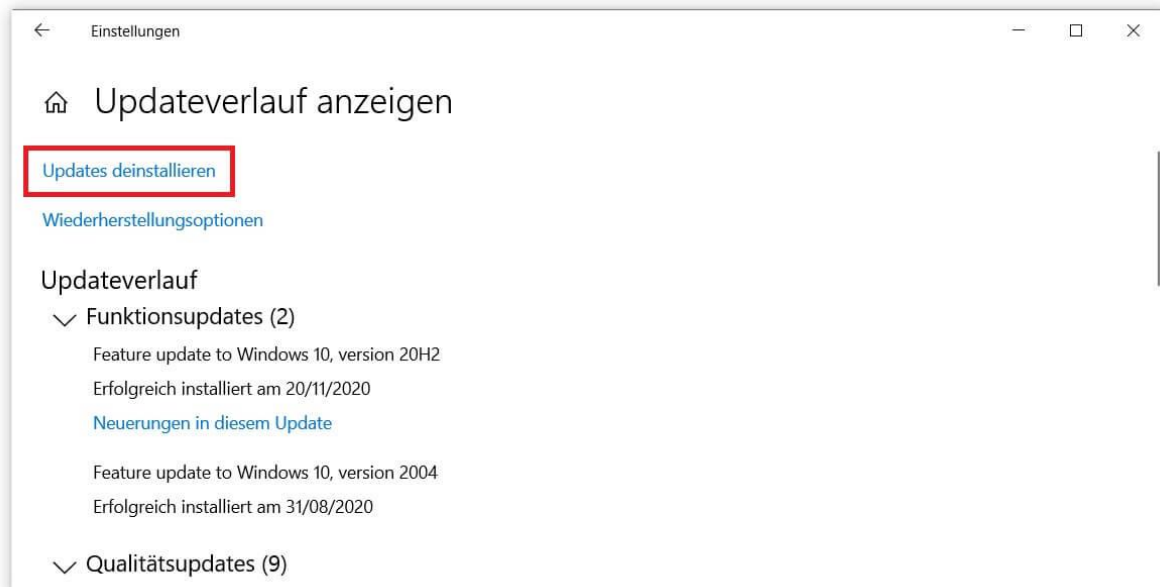 Einstellungen
Updateverlauf anzeigen
Updates deinstallieren
Wiederherstellungsoptionen
Updateverlauf
Funktionsupdates (2)
Feature update to Windows 10, version 20H2
Erfolgreich installiert am 20/11/2020
Neuerungen in diesem Update
Feature update to Windows 10, version 2004
Erfolgreich installiert am 31/08/2020
Qualitätsupdates (9)